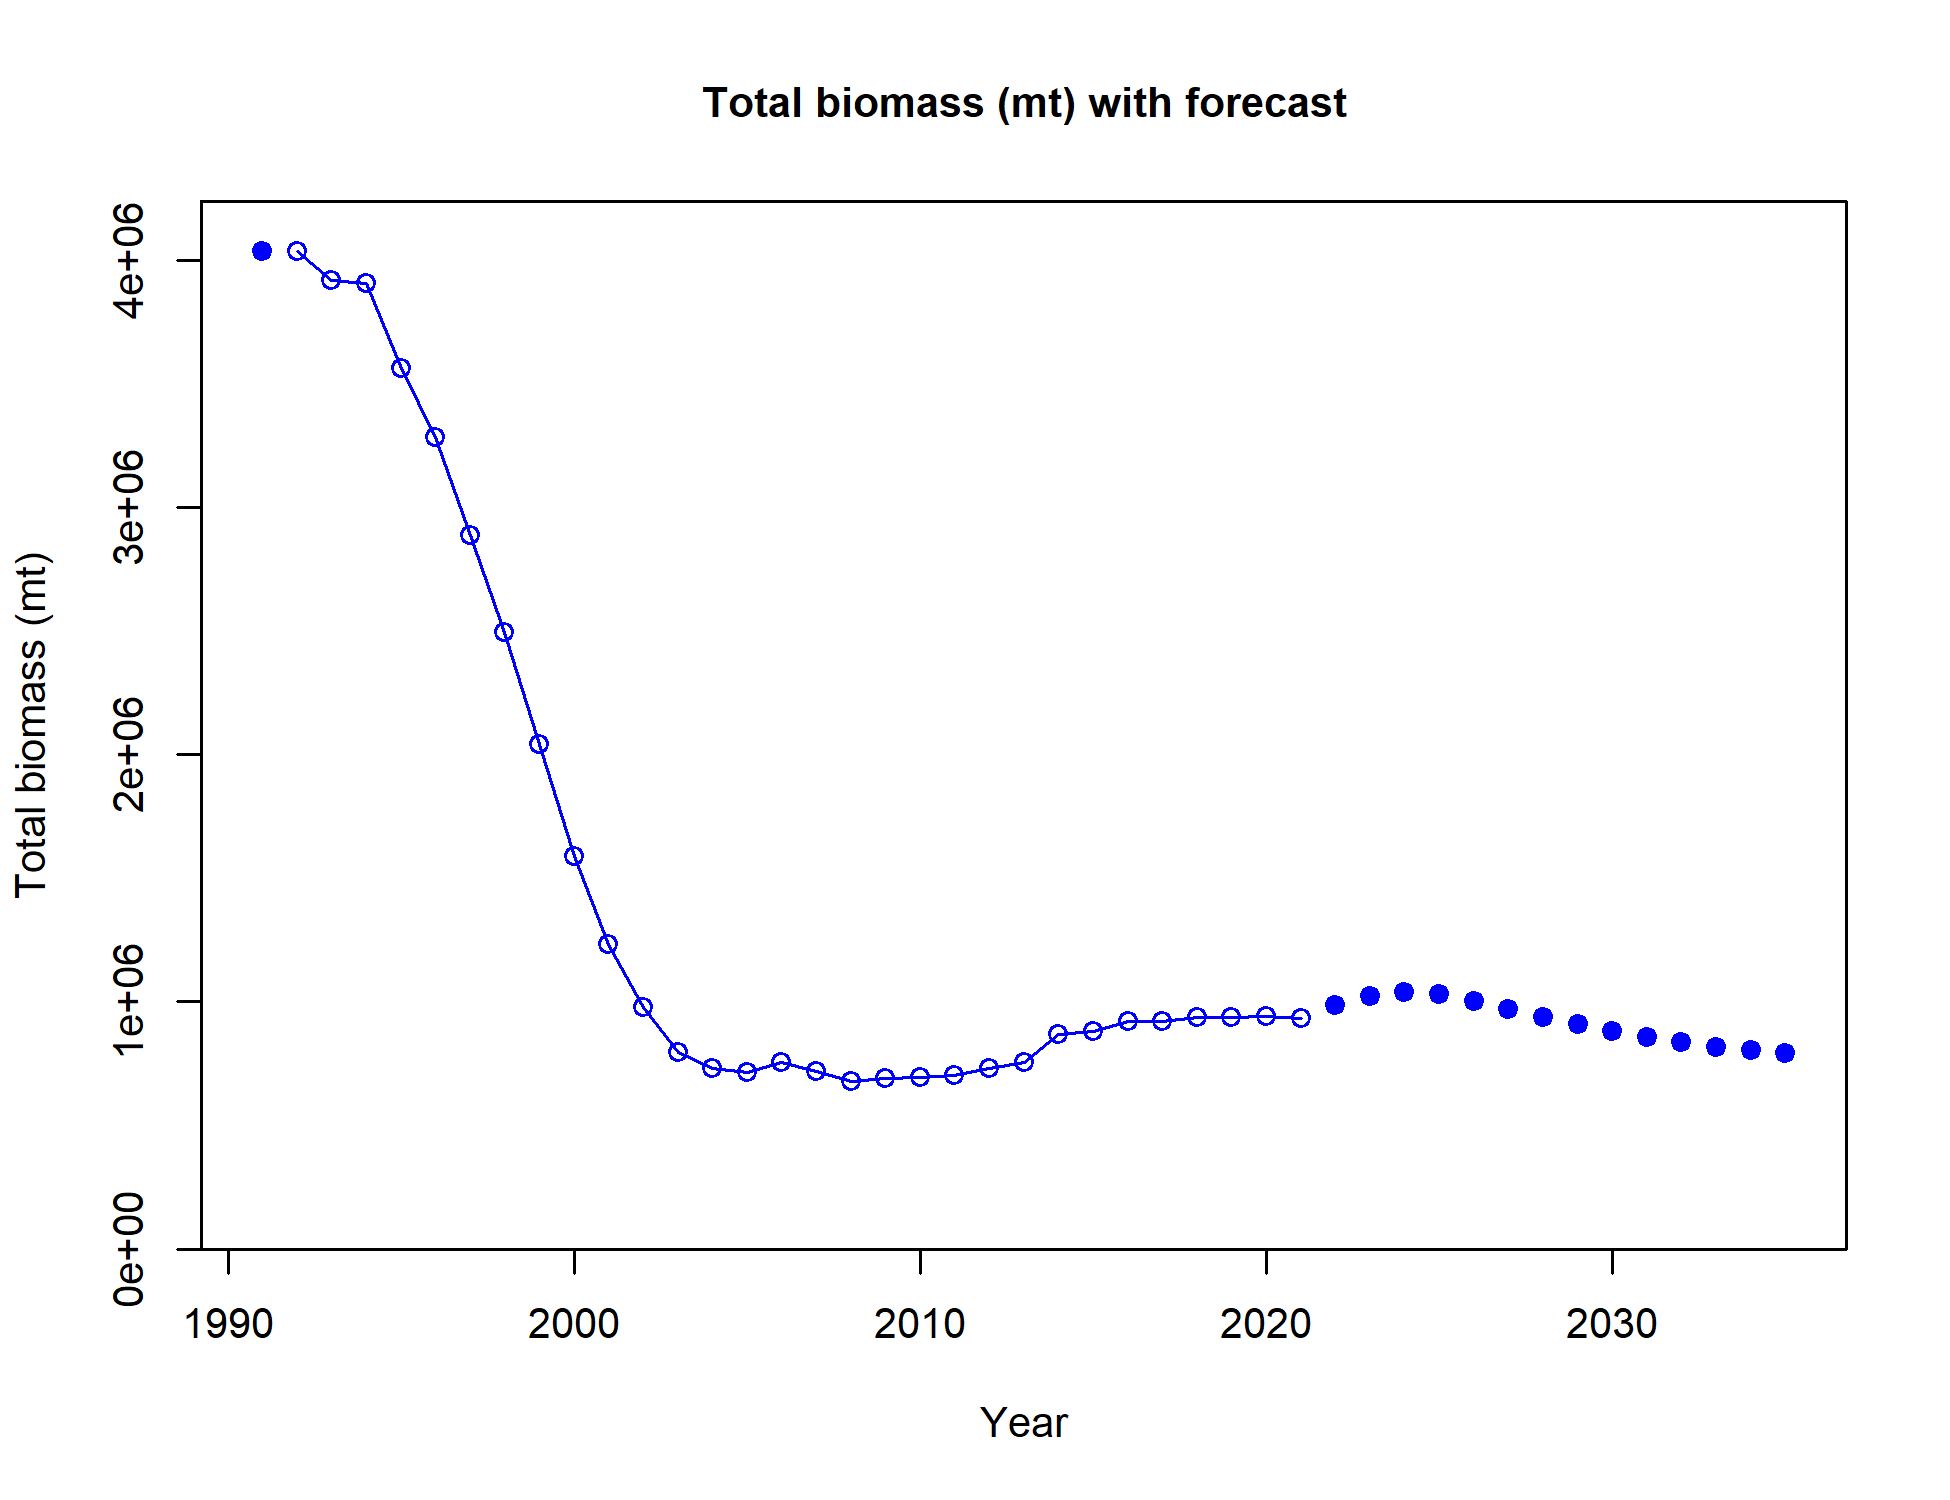 Total biomass (mt) with forecast
Total biomass (mt)
4e+06
3e+06
2e+06
1e+06
0e+00
1990 2000 2010 2020 2030
Year